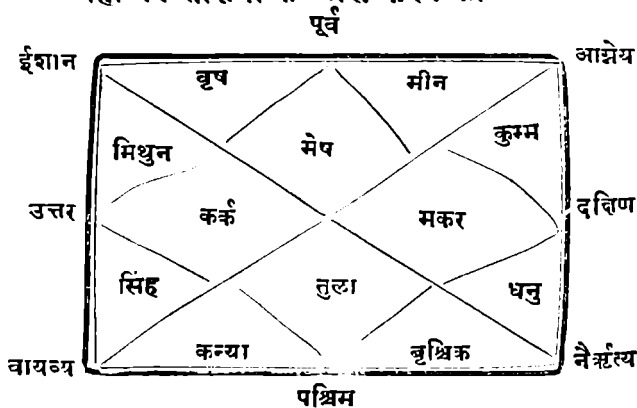 पूर्व
ईशान आग्नेय
वृष मीन
मिथुन मेष कुम्भ
उत्तर कर्क मकर दक्षिण
सिंह तुला धनु
वायव्य कन्या बृश्चिक नैर्ऋत्य
पश्चिम